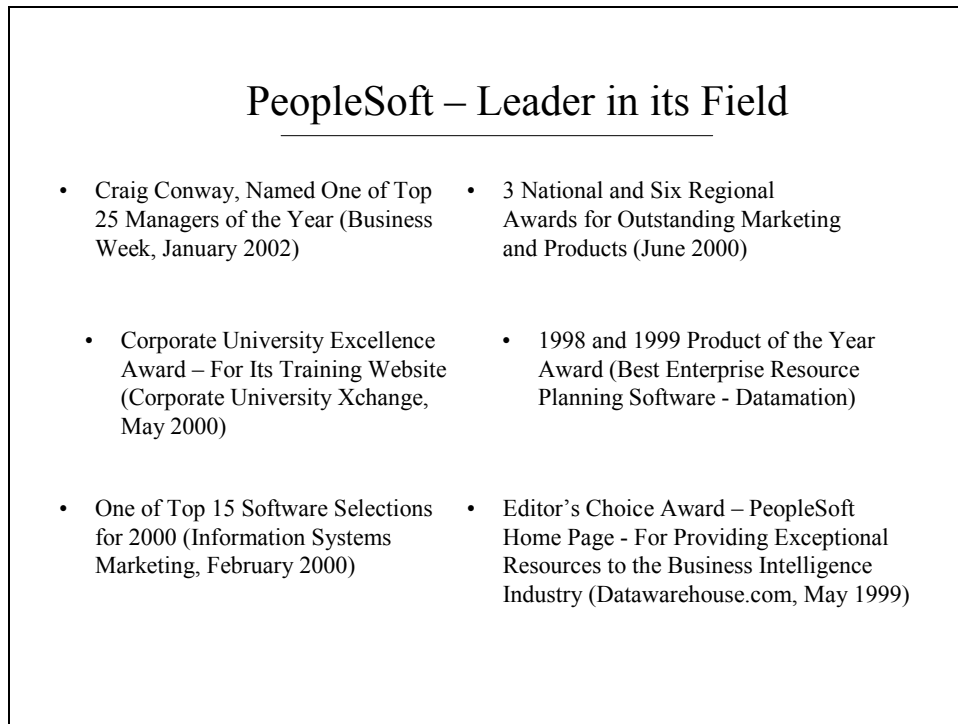 PeopleSoft – Leader in its Field
• Craig Conway, Named One of Top
25 Managers of the Year (Business
Week, January 2002)
• Corporate University Excellence
Award – For Its Training Website
(Corporate University Xchange,
May 2000)
• One of Top 15 Software Selections
for 2000 (Information Systems
Marketing, February 2000)
• 3 National and Six Regional
Awards for Outstanding Marketing
and Products (June 2000)
• 1998 and 1999 Product of the Year
Award (Best Enterprise Resource
Planning Software - Datamation)
• Editor’s Choice Award – PeopleSoft
Home Page - For Providing Exceptional
Resources to the Business Intelligence
Industry (Datawarehouse.com, May 1999)